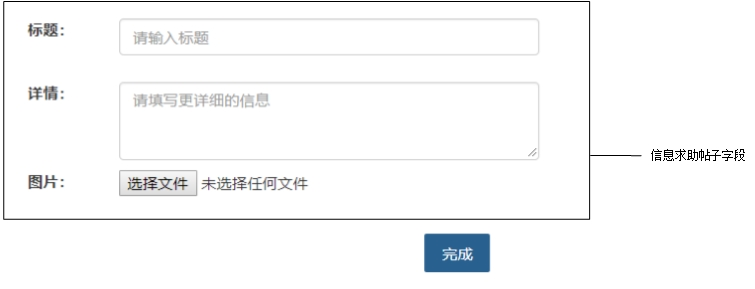 标题：
请输入标题
详情：
请填写更详细的信息
信息求助帖子字段
图片：
选择文件 未选择任何文件
完成